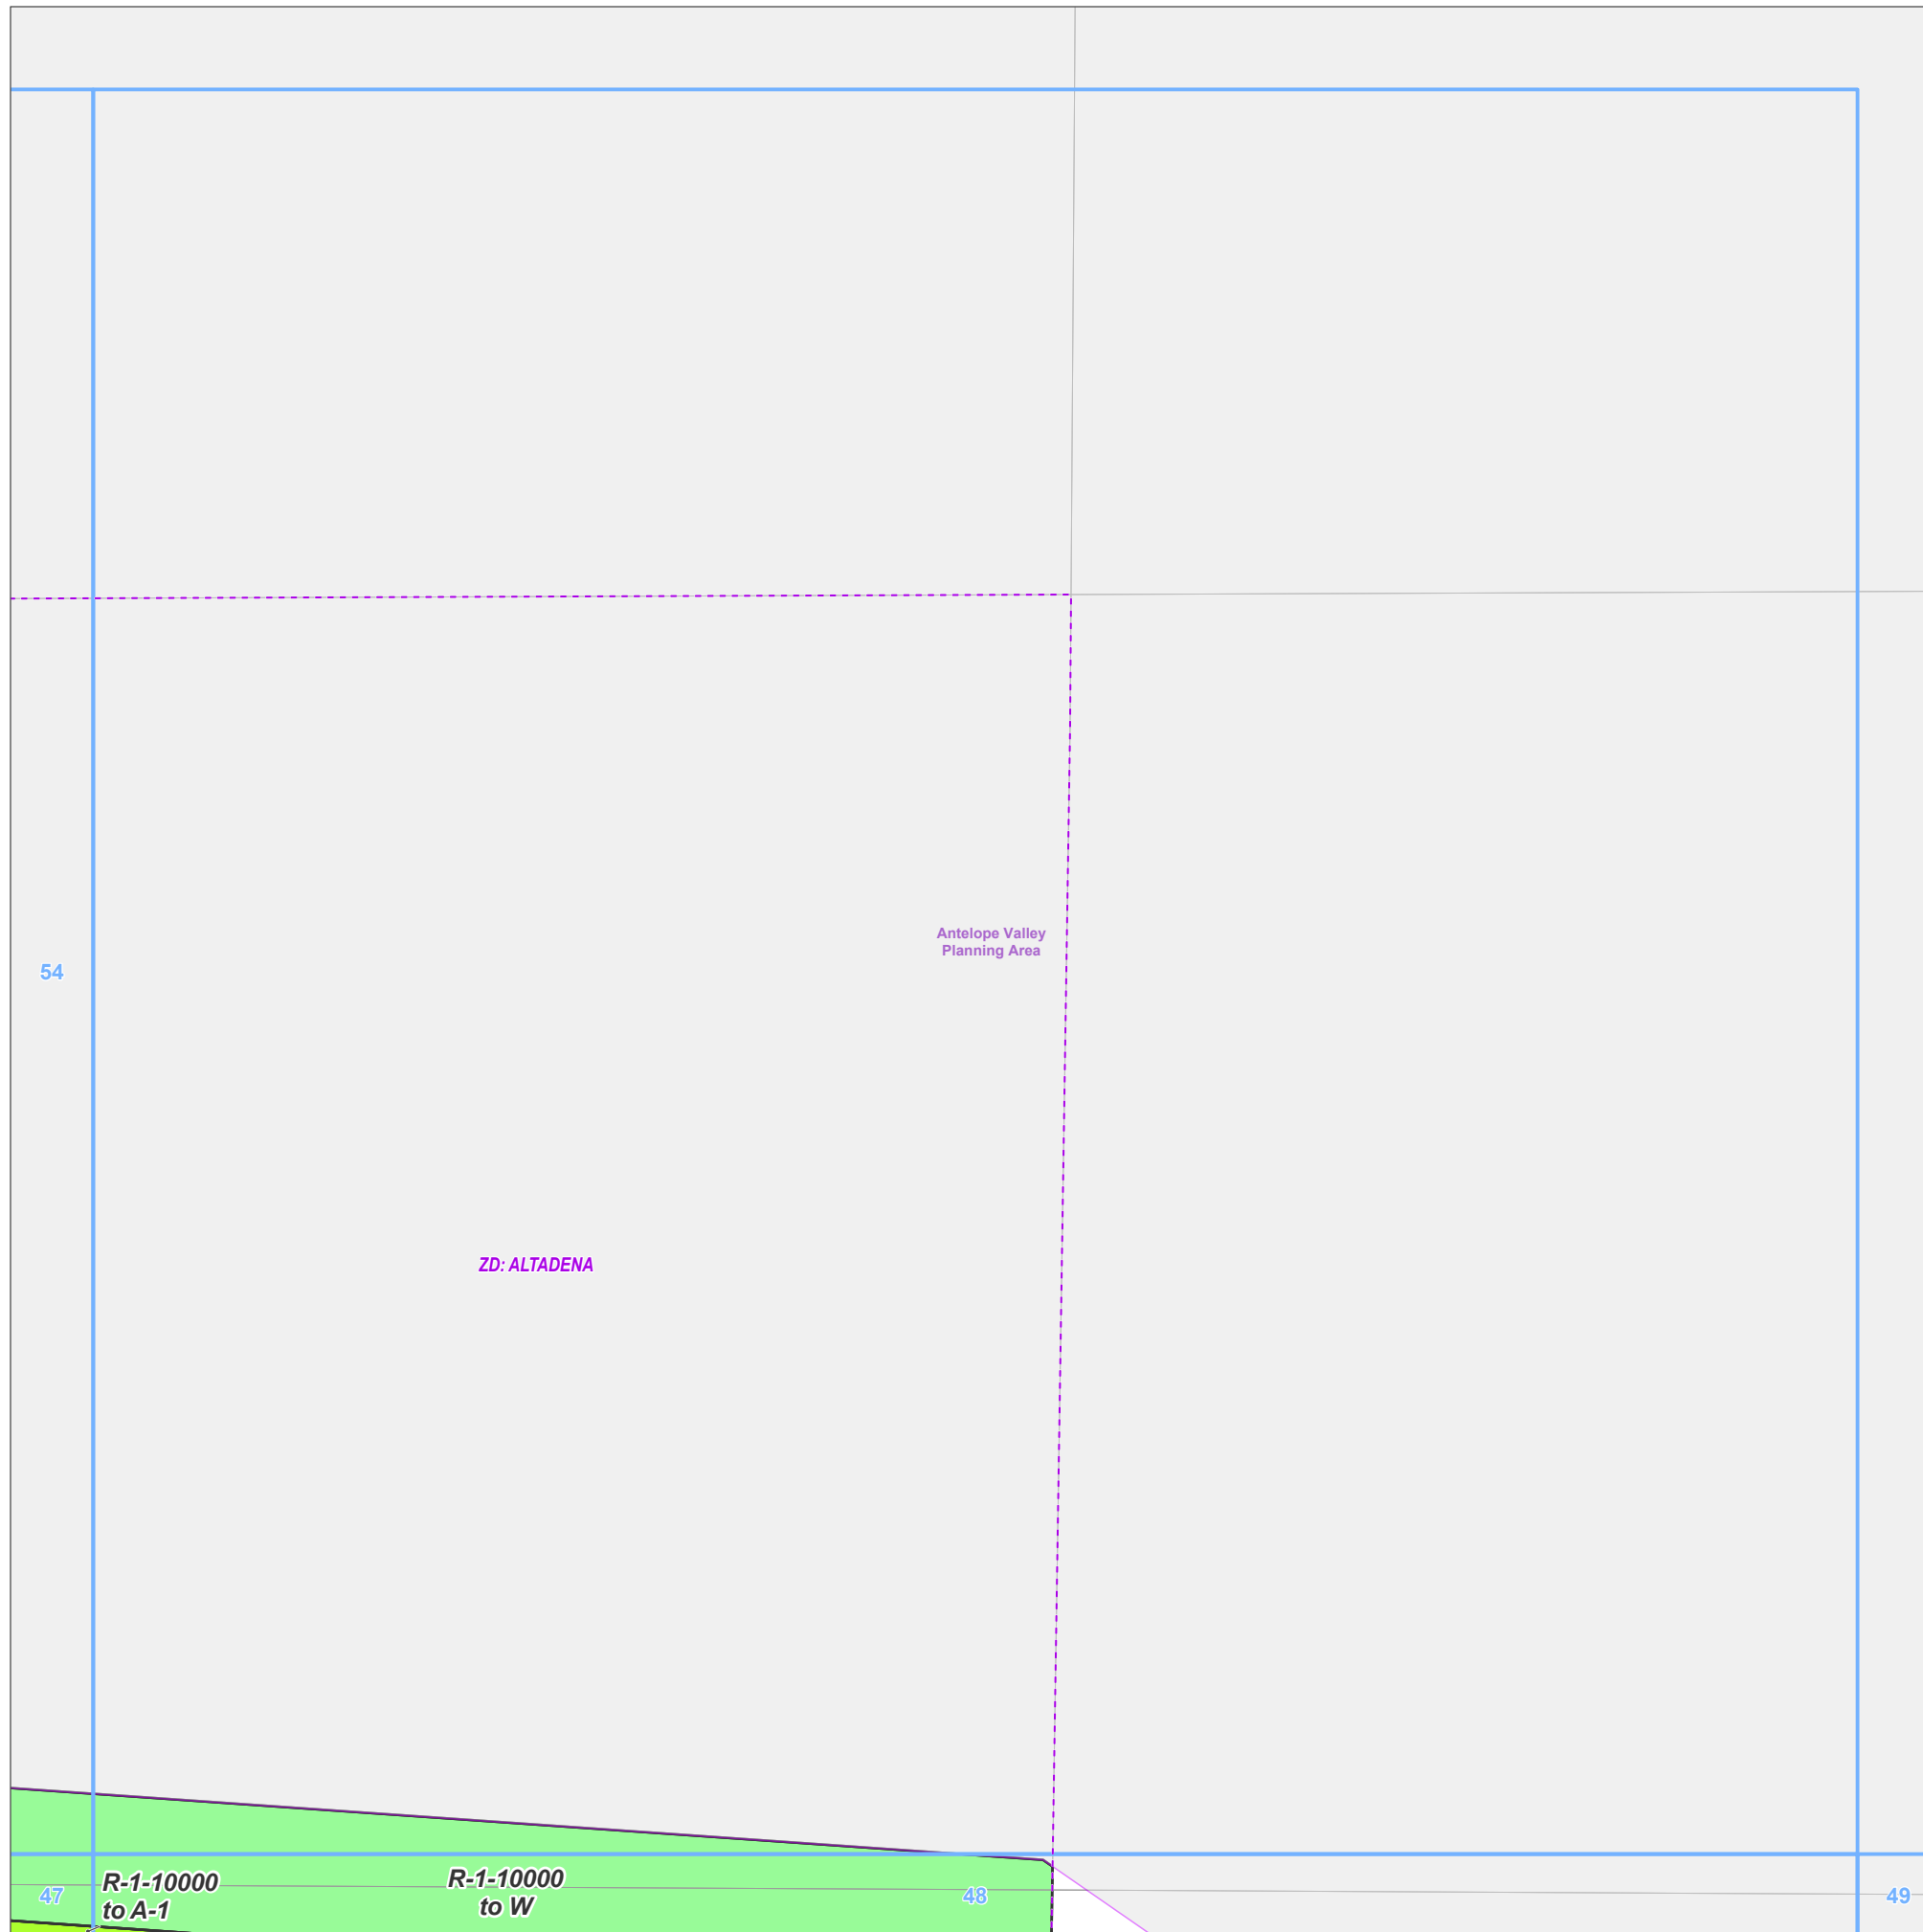 Antelope Valley
Planning Area
54
ZD: ALTADENA
R-1-10000
to A-1
R-1-10000
to W
47
48
49